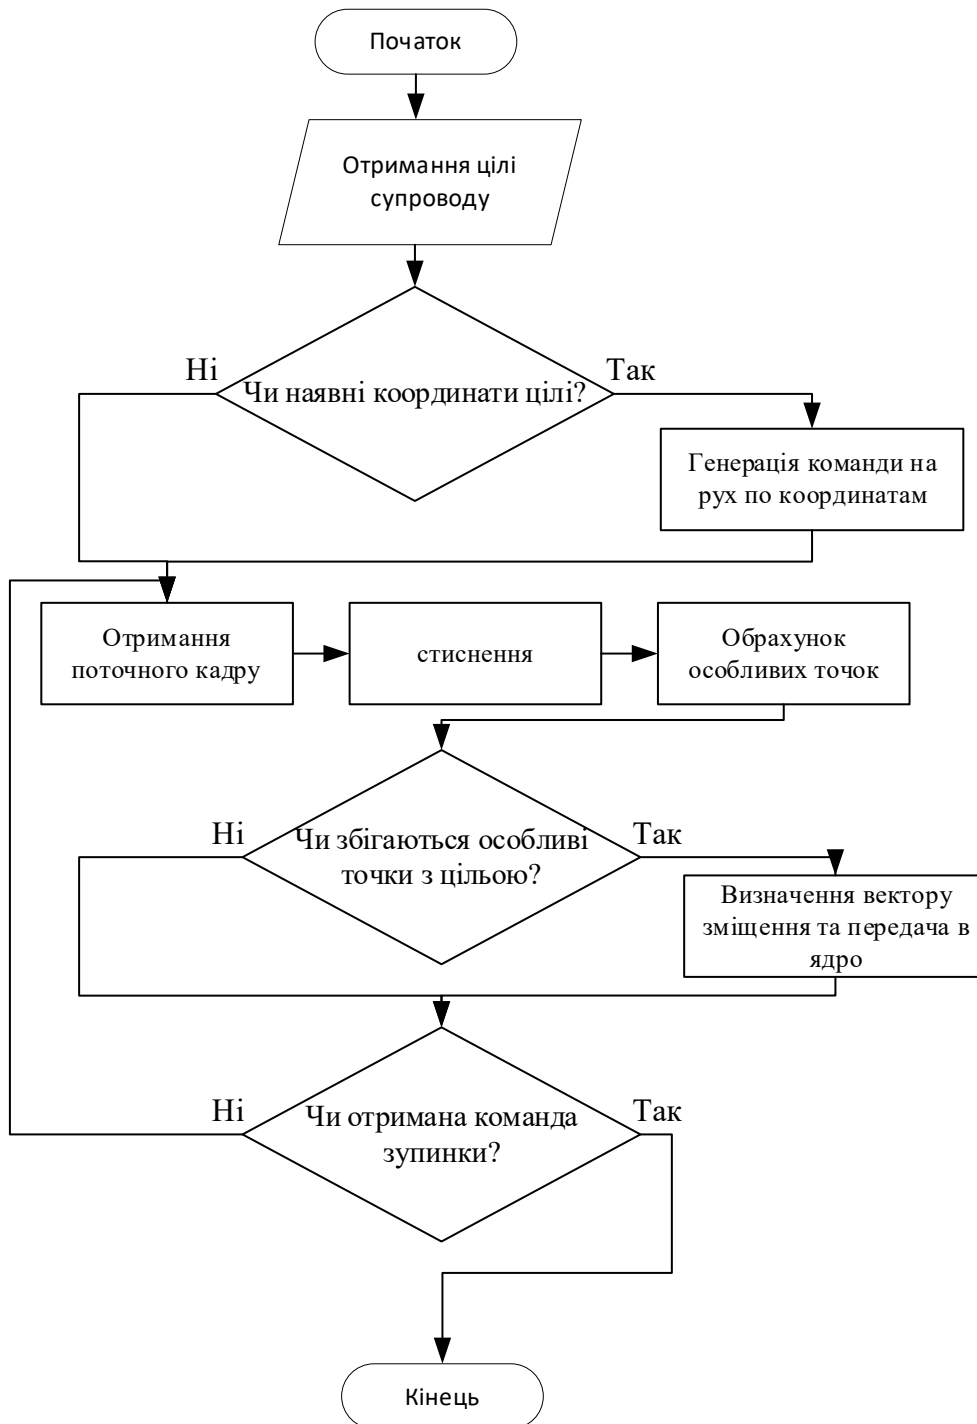 Початок
Отримання цілі
супроводу
Ні
Так
Чи наявні координати цілі?
Генерація команди на
рух по координатам
Отримання
поточного кадру
стиснення
Обрахунок
особливих точок
Ні
Так
Чи збігаються особливі
точки з цільою?
Визначення вектору
зміщення та передача в
ядро
Ні
Так
Чи отримана команда
зупинки?
Кінець